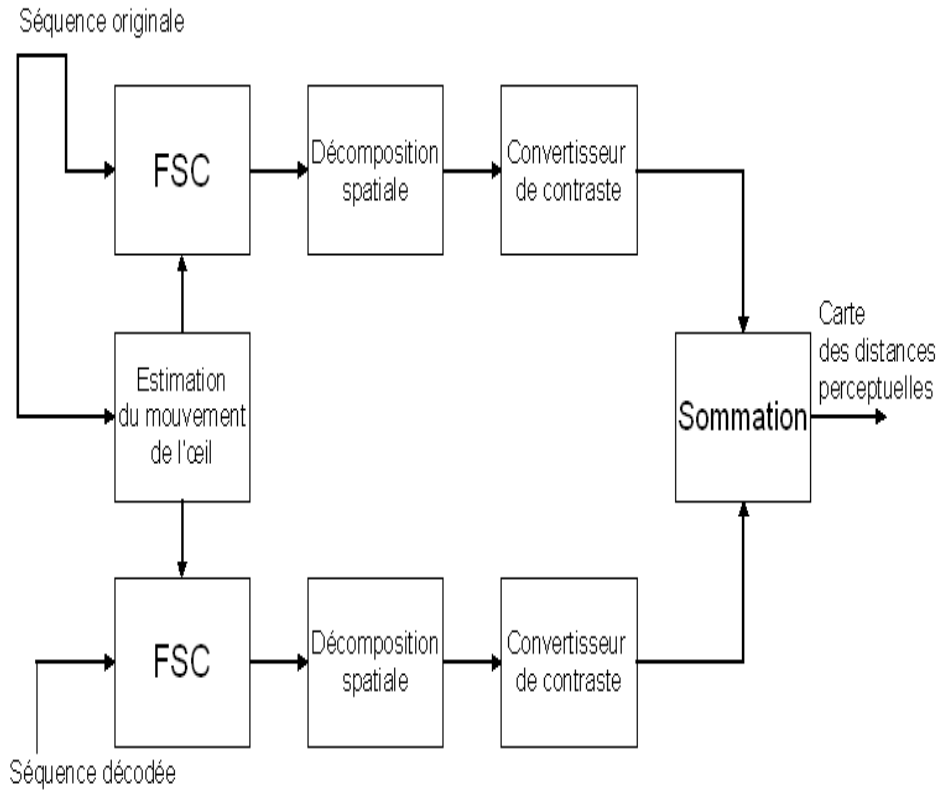 Séquence originale
FSC
Décomposition
spatiale
Convertisseur
de contraste
Estimation
du mouvement
de l'œil
Sommation
Carte
des distances
perceptuelles
FSC
Décomposition
spatiale
Convertisseur
de contraste
Séquence décodée